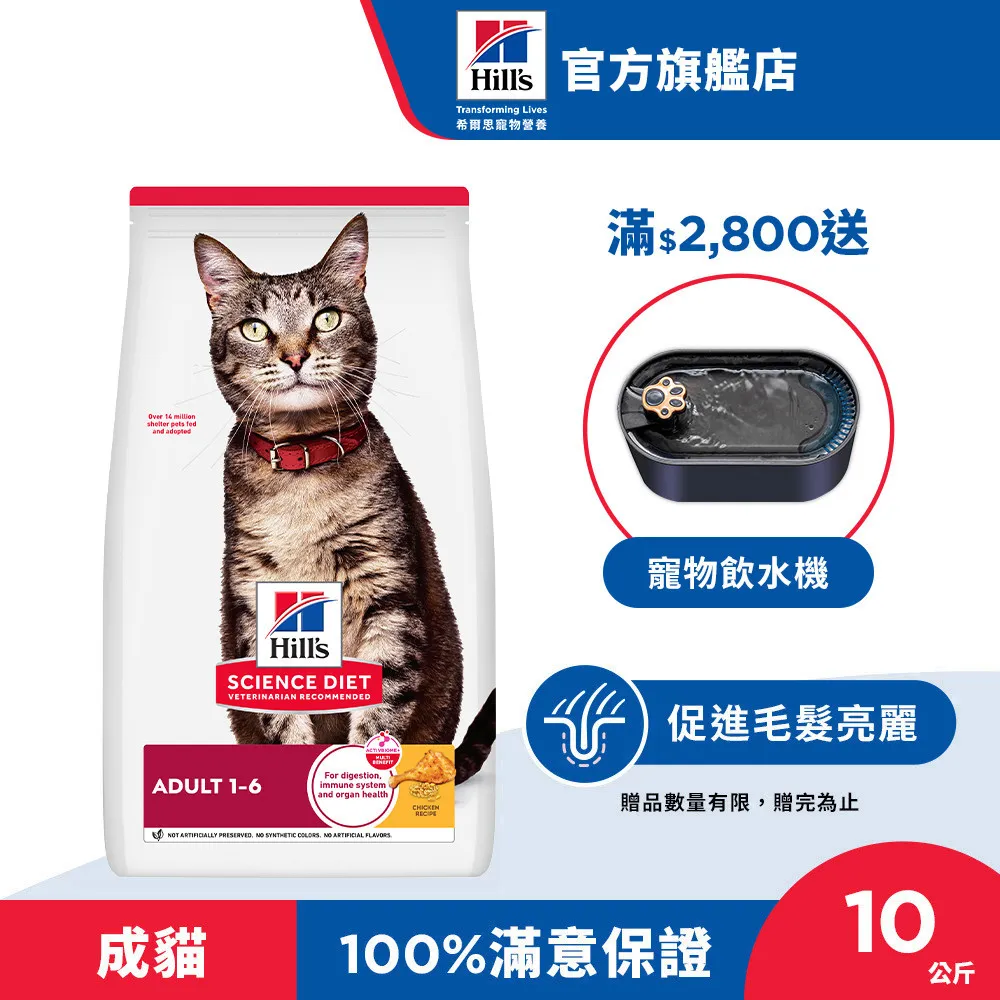 Hill's
Transforming Lives
希爾思寵物營養
官方旗艦店
滿$2,800送
寵物飲水機
Over 14 million
shelter pets fed
and adopted
Hill's
SCIENCE DIET
VETERINARIAN RECOMMENDED
ADULT 1-6
ACTIVBIOME+
MULTI
BENEFIT
For digestion,
immune system
and organ health
CHICKEN
RECIPE
NOT ARTIFICIALLY PRESERVED. NO SYNTHETIC COLORS. NO ARTIFICIAL FLAVORS.
促進毛髮亮麗
贈品數量有限，贈完為止
成貓
100%滿意保證
10
公斤